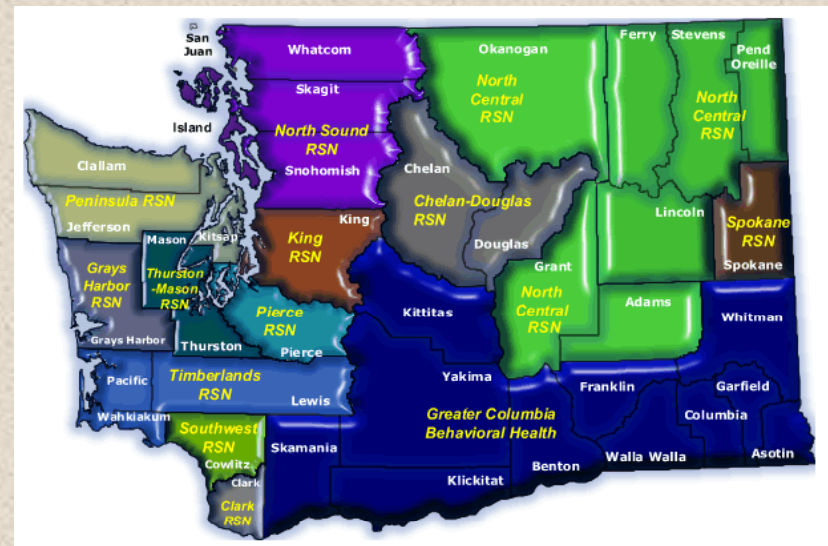 San
Juan
Whatcom
Okanogan
Ferry
Stevens
Pend
Oreille
Skagit
North
Central
RSN
North
Central
RSN
Island
North Sound
RSN
Snohomish
Chelan
Clallam
Peninsula RSN
Chelan-Douglas
RSN
Jefferson
Mason
Kitsap
King
King
RSN
Lincoln
Spokane
RSN
Douglas
Grays
Harbor
RSN
Thurston
-Mason
RSN
Grant
Spokane
North
Central
RSN
Adams
Pierce
RSN
Kittitas
Whitman
Grays Harbor
Thurston
Pierce
Pacific
Timberlands
RSN
Yakima
Franklin
Garfield
Lewis
Wahkiakum
Greater Columbia
Behavioral Health
Columbia
Southwest
RSN
Skamania
Cowlitz
Benton
Walla Walla
Asotin
Clark
Klickitat
Clark
RSN